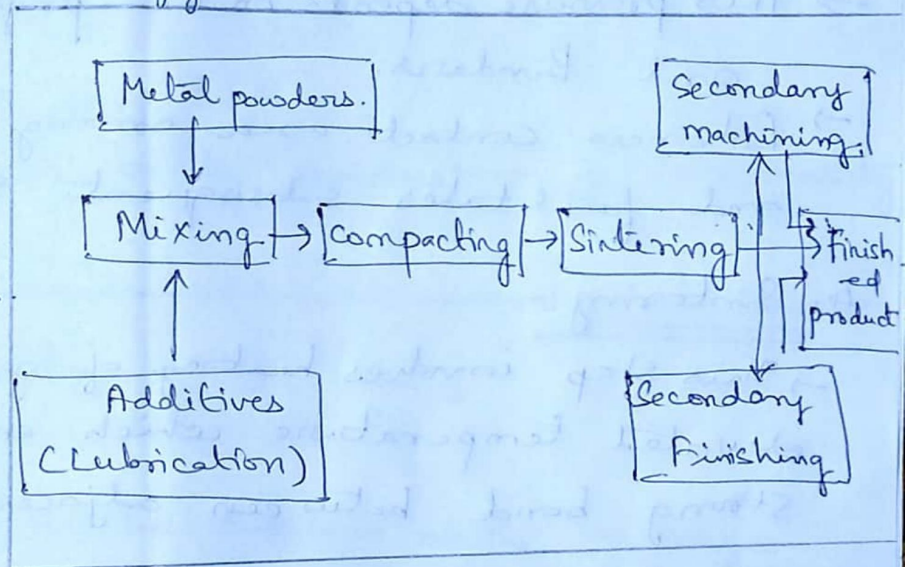 Metal powders.
Secondary
machining.
Mixing
Compacting
Sintering
Finish
ed
product
Additives
(Lubrication)
Secondary
Finishing